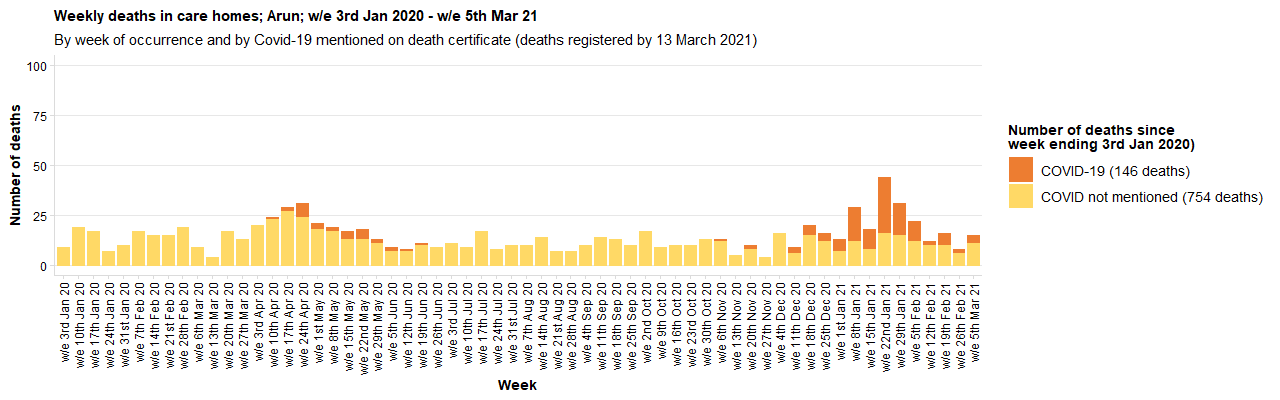 Weekly deaths in care homes; Arun; w/e 3rd Jan 2020 - w/e 5th Mar 21
By week of occurrence and by Covid-19 mentioned on death certificate (deaths registered by 13 March 2021)
100
75
50
25
0
Number of deaths
w/e 3rd Jan 20
w/e 10th Jan 20
w/e 17th Jan 20
w/e 24th Jan 20
w/e 31st Jan 20
w/e 7th Feb 20
w/e 14th Feb 20
w/e 21st Feb 20
w/e 28th Feb 20
w/e 6th Mar 20
w/e 13th Mar 20
w/e 20th Mar 20
w/e 27th Mar 20
w/e 3rd Apr 20
w/e 10th Apr 20
w/e 17th Apr 20
w/e 24th Apr 20
w/e 1st May 20
w/e 8th May 20
w/e 15th May 20
w/e 22nd May 20
w/e 29th May 20
w/e 5th Jun 20
w/e 12th Jun 20
w/e 19th Jun 20
w/e 26th Jun 20
w/e 3rd Jul 20
w/e 10th Jul 20
w/e 17th Jul 20
w/e 24th Jul 20
w/e 31st Jul 20
w/e 7th Aug 20
w/e 14th Aug 20
w/e 21st Aug 20
w/e 28th Aug 20
w/e 4th Sep 20
w/e 11th Sep 20
w/e 18th Sep 20
w/e 25th Sep 20
w/e 2nd Oct 20
w/e 9th Oct 20
w/e 16th Oct 20
w/e 23rd Oct 20
w/e 30th Oct 20
w/e 6th Nov 20
w/e 13th Nov 20
w/e 20th Nov 20
w/e 27th Nov 20
w/e 4th Dec 20
w/e 11th Dec 20
w/e 18th Dec 20
w/e 25th Dec 20
w/e 1st Jan 21
w/e 8th Jan 21
w/e 15th Jan 21
w/e 22nd Jan 21
w/e 29th Jan 21
w/e 5th Feb 21
w/e 12th Feb 21
w/e 19th Feb 21
w/e 26th Feb 21
w/e 5th Mar 21
Week
Number of deaths since
week ending 3rd Jan 2020)
COVID-19 (146 deaths)
COVID not mentioned (754 deaths)